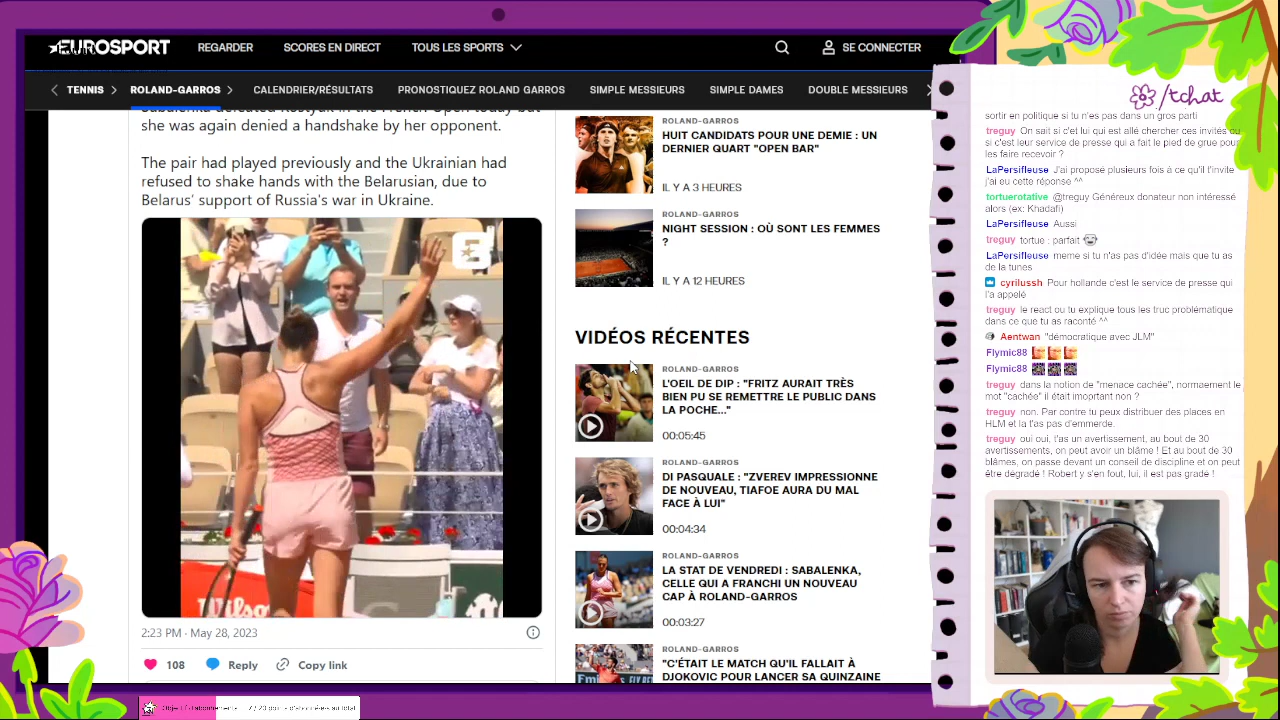 EUROSPORT
REGARDER
SCORES EN DIRECT
TOUS LES SPORTS
SE CONNECTER
TENNIS
ROLAND-GARROS
CALENDRIER/RÉSULTATS
PRONOSTIQUEZ ROLAND GARROS
SIMPLE MESSIEURS
SIMPLE DAMES
DOUBLE MESSIEURS
she was again denied a handshake by her opponent.
The pair had played previously and the Ukrainian had
refused to shake hands with the Belarusian, due to
Belarus' support of Russia's war in Ukraine.
Wilson
2:23 PM · May 28, 2023
108
Reply
Copy link
ROLAND-GARROS
HUIT CANDIDATS POUR UNE DEMIE : UN
DERNIER QUART "OPEN BAR"
IL Y A 3 HEURES
ROLAND-GARROS
NIGHT SESSION : OÙ SONT LES FEMMES
?
IL Y A 12 HEURES
VIDÉOS RÉCENTES
ROLAND-GARROS
L'OEIL DE DIP : "FRITZ AURAIT TRÈS
BIEN PU SE REMETTRE LE PUBLIC DANS
LA POCHE..."
00:05:45
ROLAND-GARROS
DI PASQUALE : "ZVEREV IMPRESSIONNE
DE NOUVEAU, TIAFOE AURA DU MAL
FACE À LUI"
00:04:34
ROLAND-GARROS
LA STAT DE VENDREDI : SABALENKA,
CELLE QUI A FRANCHI UN NOUVEAU
CAP À ROLAND-GARROS
00:03:27
ROLAND-GARROS
"C'ÉTAIT LE MATCH QU'IL FALLAIT À
DJOKOVIC POUR LANCER SA QUINZAINE
/tchat
sortir en politique si tu n'es pas dans un gros parti
treguy On sit si c'est lui qui est allé chercher ces invités ou
si c'est leur service de presse qui a fait le pied de grue pour
les faire recevoir ?
LaPersifleuse J'ai proposé plusieurs fois à ce qu'il t'invite
j'ai eu cette réponse ^^
tortuerotative @treguy Généreux donateur non intéressé
alors (ex: Khadafi)
LaPersifleuse Aussi
treguy tortue : parfait
LaPersifleuse meme si tu n'as pas d'idée mais que tu as
de la tunes
cyrilussh Pour hollande c'est le service de presse qui
l'a appelé
treguy le react ou tu explique tous les truc problématique
dans ce que tu as raconté ^^
Aentwan "démocratique avec JLM"
Flymic88
Flymic88
treguy dans la notion de "menace cachée", normaement le
mot "cachée" il était important non ?
treguy non. Par contre tu peux distribuer des places en
HLM et la t'as pas d'emmerde.
treguy oui oui, t'as un avertissement, au bout de 30
avertissements, on peut avoir un blâme ! Et au bout de 30
blâmes, on passe devant un conseil de discipline et on peut
être dégradé ! Robert y s'en fout, lui, il est pas gradé !